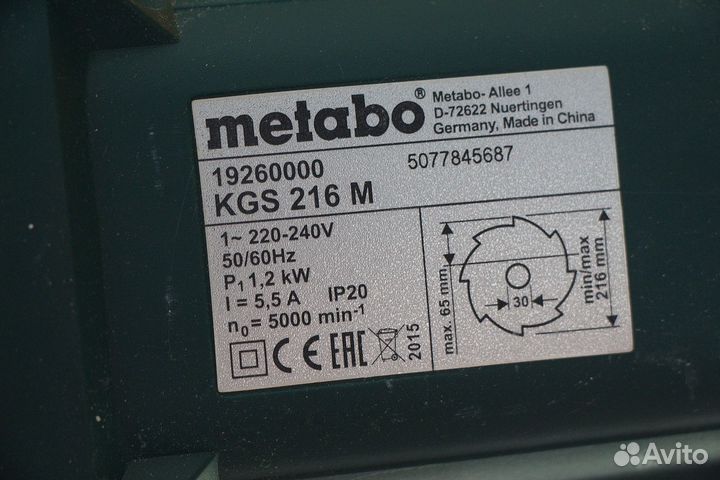 metabo®
Metabo- Allee 1
D-72622 Nuertingen
Germany, Made in China
19260000
5077845687
KGS 216 M
1~ 220-240V
50/60Hz
P₁ 1,2 kW
I = 5,5 A IP20
n₀ = 5000 min⁻¹
CE EAC 2015
max. 65 mm
30
min/max
216 mm
Avito